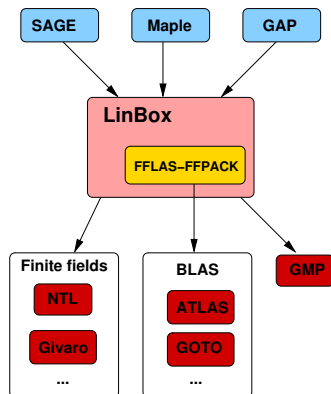 SAGE
Maple
GAP
LinBox
FFLAS-FFPACK
Finite fields
NTL
Givaro
...
BLAS
ATLAS
GOTO
...
GMP